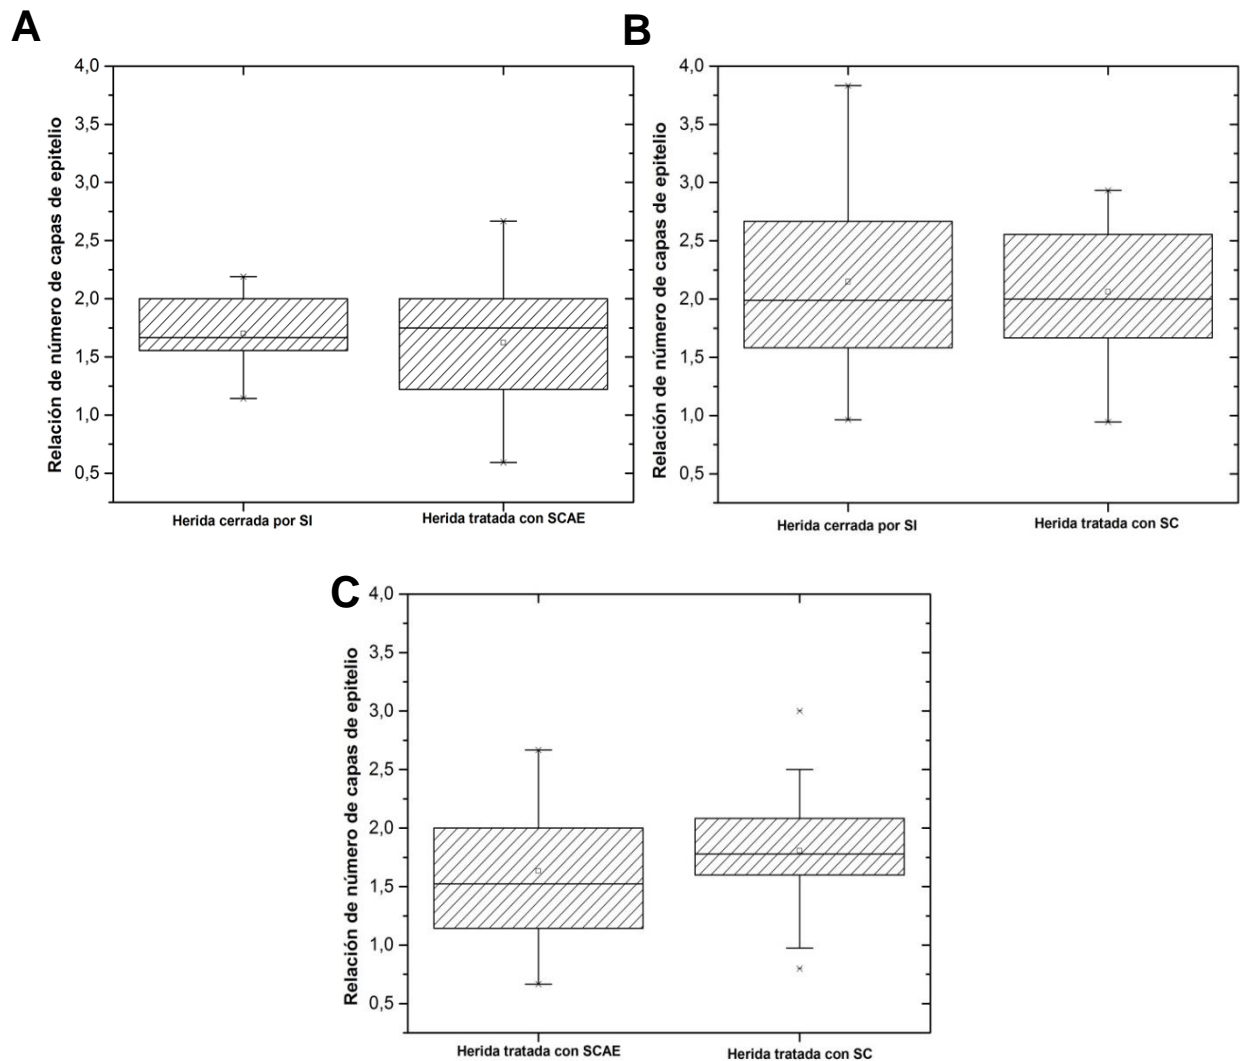 A
Relación de número de capas de epitelio
4,0
3,5
3,0
2,5
2,0
1,5
1,0
0,5
Herida cerrada por SI
Herida tratada con SCAE
B
Relación de número de capas de epitelio
4,0
3,5
3,0
2,5
2,0
1,5
1,0
0,5
Herida cerrada por SI
Herida tratada con SC
C
Relación de número de capas de epitelio
4,0
3,5
3,0
2,5
2,0
1,5
1,0
0,5
Herida tratada con SCAE
Herida tratada con SC